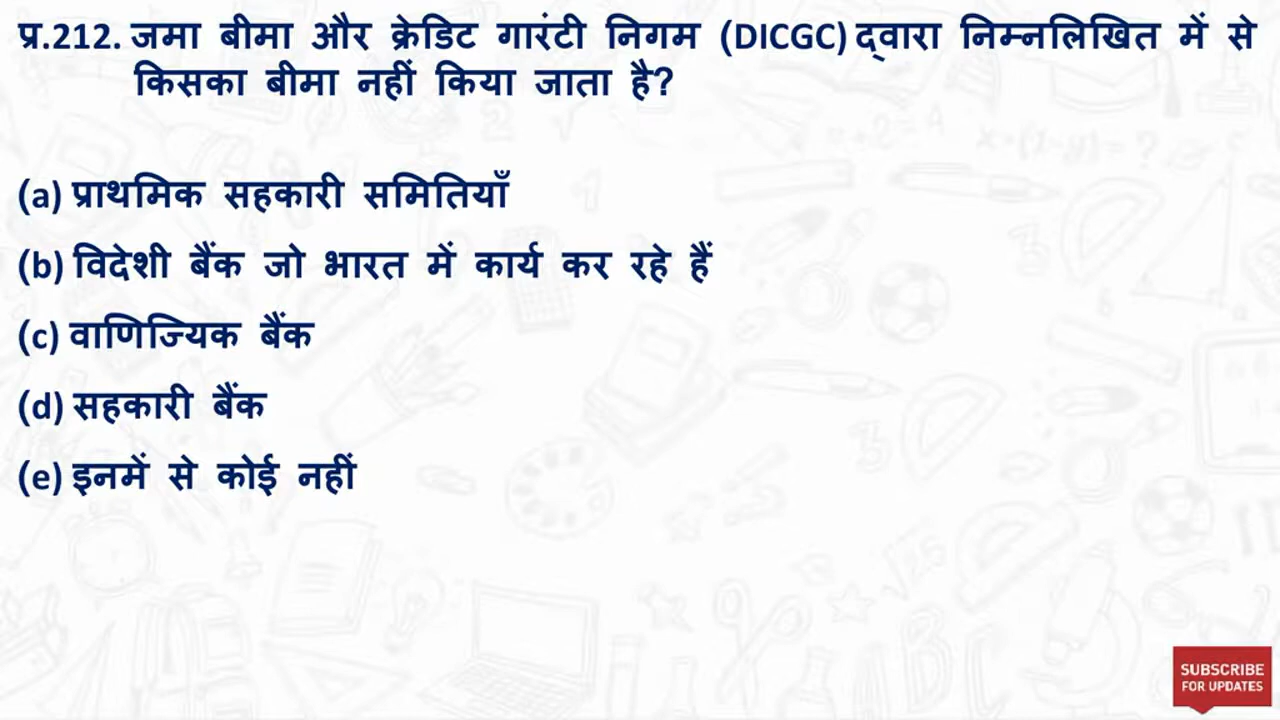 प्र.212. जमा बीमा और क्रेडिट गारंटी निगम (DICGC) द्वारा निम्नलिखित में से
किसका बीमा नहीं किया जाता है?
(a) प्राथमिक सहकारी समितियाँ
(b) विदेशी बैंक जो भारत में कार्य कर रहे हैं
(c) वाणिज्यिक बैंक
(d) सहकारी बैंक
(e) इनमें से कोई नहीं
SUBSCRIBE
FOR UPDATES